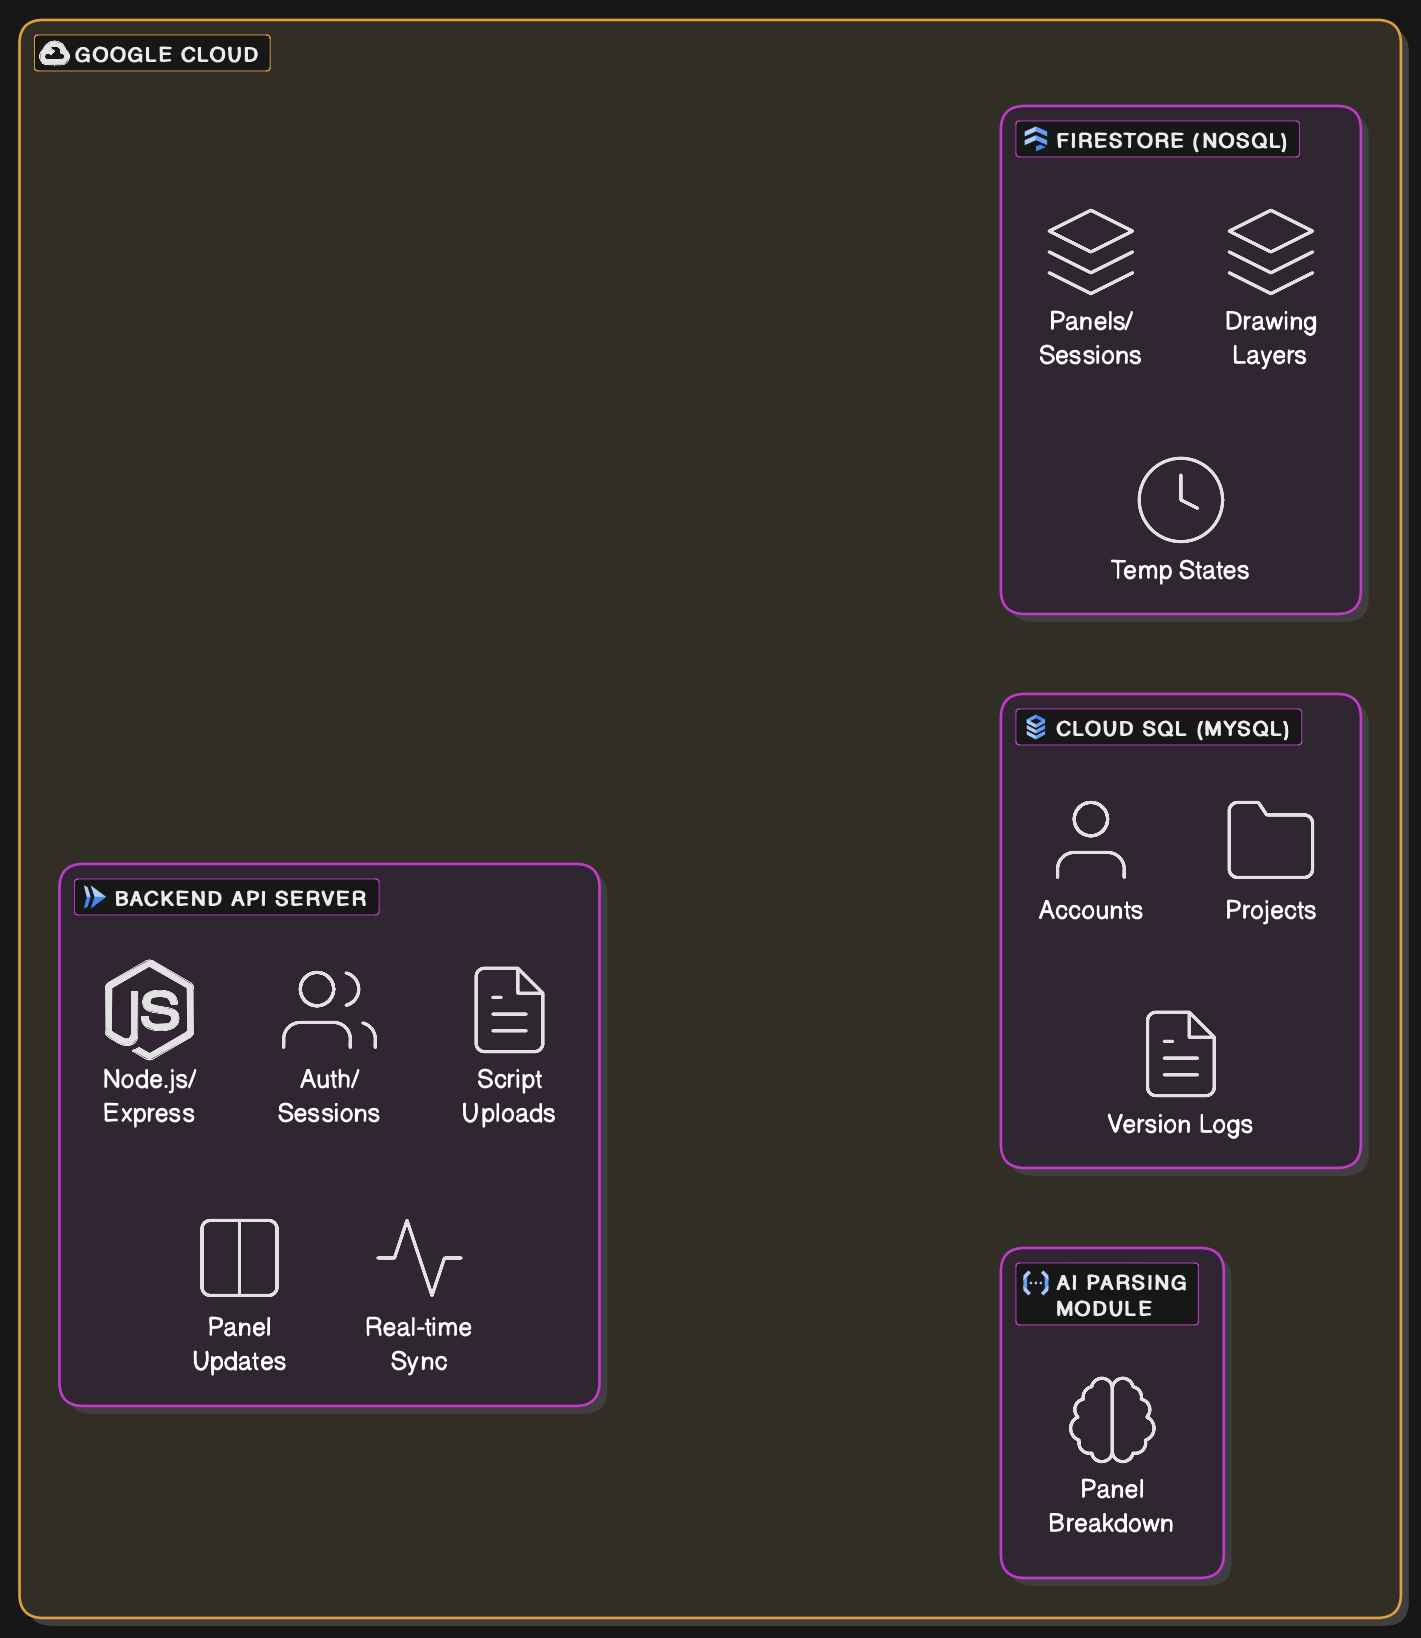 GOOGLE CLOUD
FIRESTORE (NOSQL)
Panels/
Sessions
Drawing
Layers
Temp States
CLOUD SQL (MYSQL)
Accounts
Projects
Version Logs
BACKEND API SERVER
JS
Node.js/
Express
Auth/
Sessions
Script
Uploads
Panel
Updates
Real-time
Sync
AI PARSING
MODULE
Panel
Breakdown